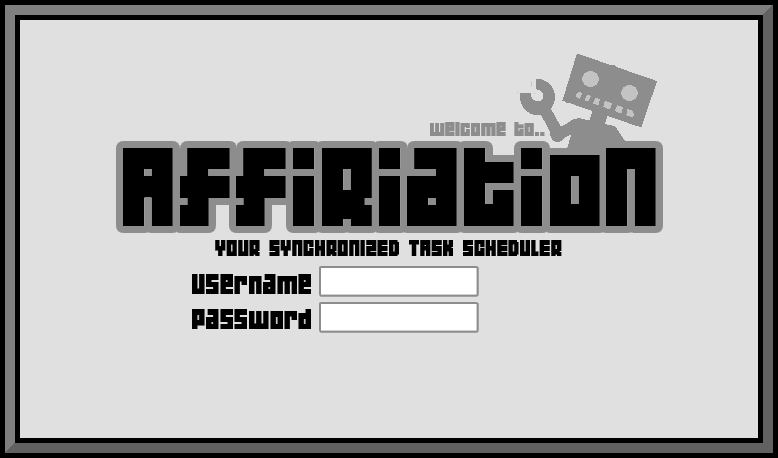 welcome to..
Affiriation
YOUR SYNCHRONIZED TASK SCHEDULER
username
password